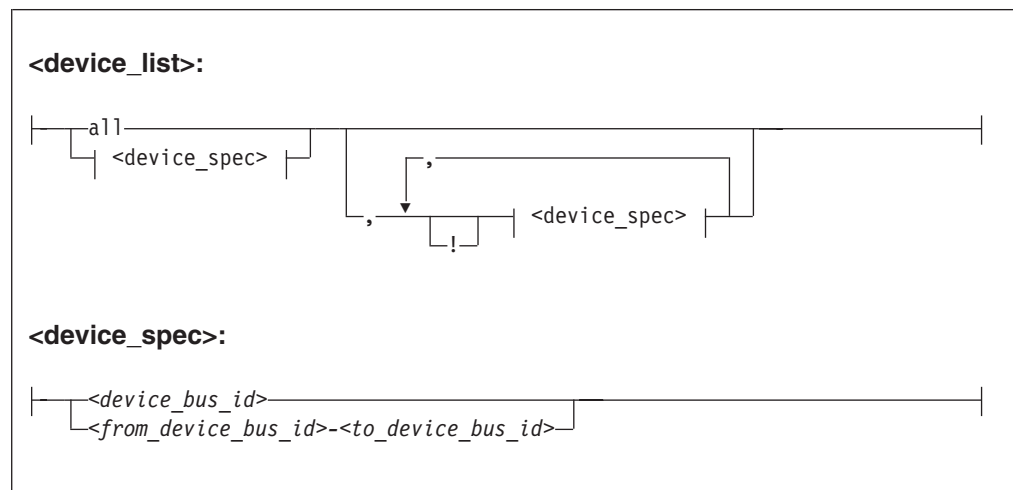 <device_list>:
all
<device_spec>
,
, ! <device_spec>
<device_spec>:
<device_bus_id>
<from_device_bus_id>-<to_device_bus_id>